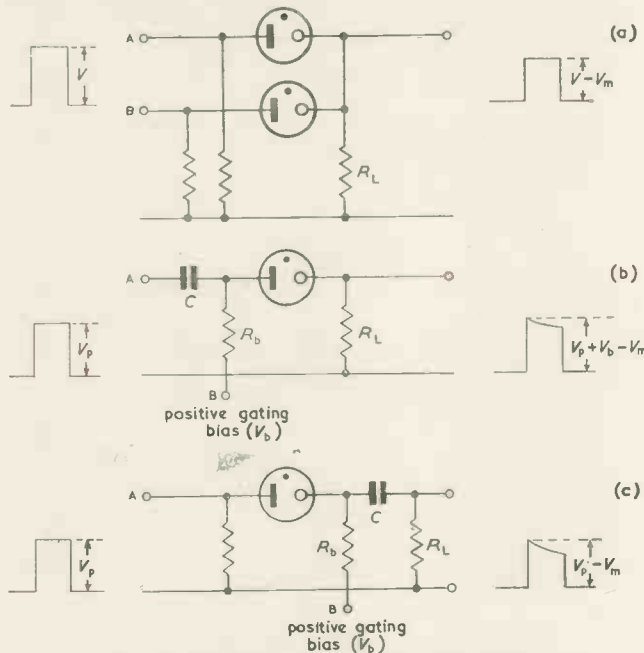 (a)
A
V
V − Vm
B
RL
(b)
A
C
Vp
Rb
RL
Vp + Vb − Vm
B
positive gating
bias (Vb)
(c)
A
C
Vp
Rb
RL
Vp − Vm
B
positive gating
bias (Vb)